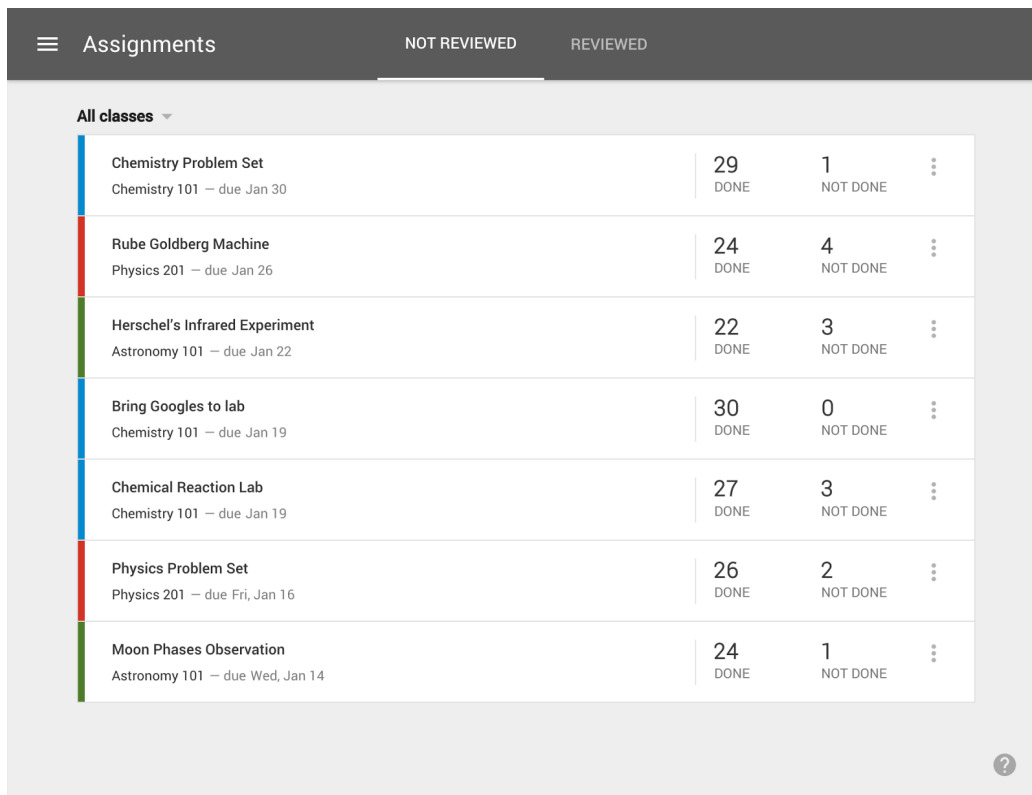 Assignments
NOT REVIEWED
REVIEWED
All classes
Chemistry Problem Set
Chemistry 101 — due Jan 30
29
DONE
1
NOT DONE
Rube Goldberg Machine
Physics 201 — due Jan 26
24
DONE
4
NOT DONE
Herschel's Infrared Experiment
Astronomy 101 — due Jan 22
22
DONE
3
NOT DONE
Bring Googles to lab
Chemistry 101 — due Jan 19
30
DONE
0
NOT DONE
Chemical Reaction Lab
Chemistry 101 — due Jan 19
27
DONE
3
NOT DONE
Physics Problem Set
Physics 201 — due Fri, Jan 16
26
DONE
2
NOT DONE
Moon Phases Observation
Astronomy 101 — due Wed, Jan 14
24
DONE
1
NOT DONE
?